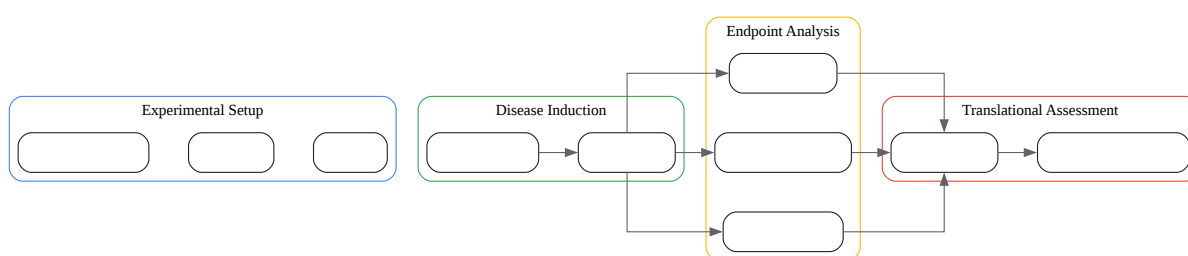 Endpoint Analysis
Experimental Setup
Disease Induction
Translational Assessment